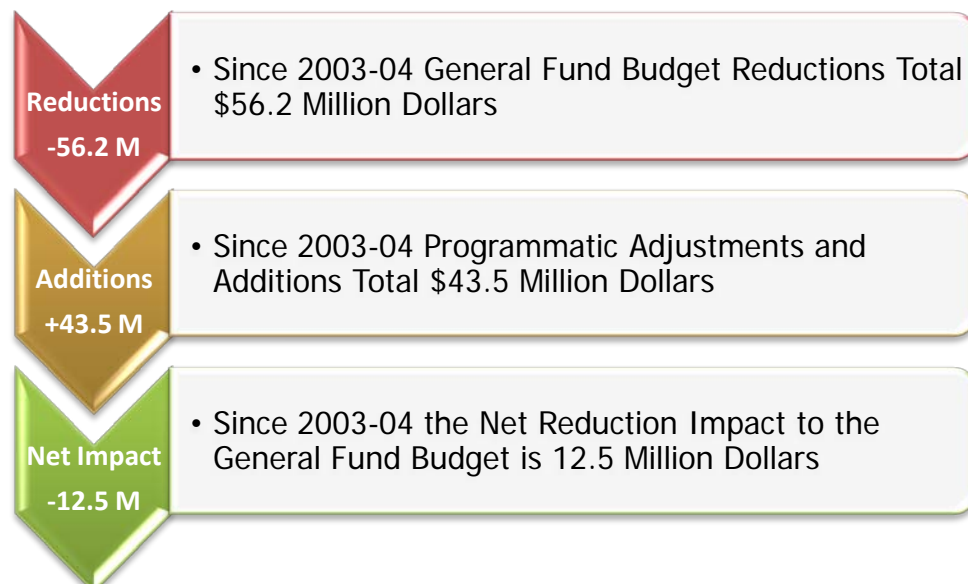 Reductions
-56.2 M
• Since 2003-04 General Fund Budget Reductions Total
$56.2 Million Dollars
Additions
+43.5 M
• Since 2003-04 Programmatic Adjustments and
Additions Total $43.5 Million Dollars
Net Impact
-12.5 M
• Since 2003-04 the Net Reduction Impact to the
General Fund Budget is 12.5 Million Dollars